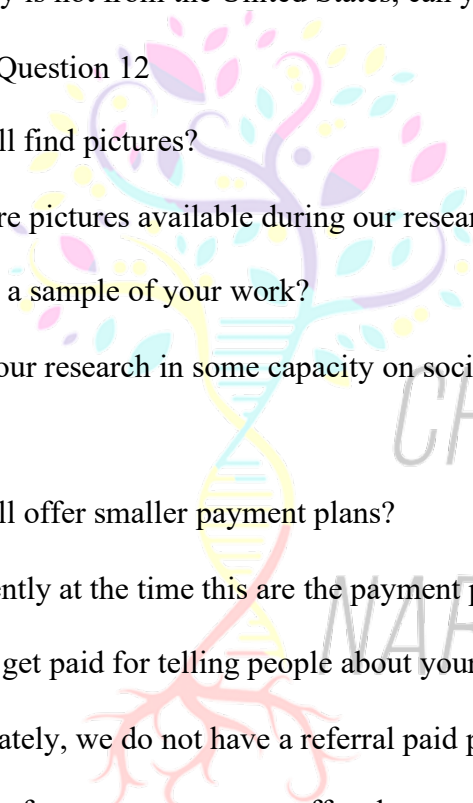 y is not from the United States, can y
Question 12
ll find pictures?
re pictures available during our resear
a sample of your work?
our research in some capacity on soci
CH
ll offer smaller payment plans?
ently at the time this are the payment p
NAR
get paid for telling people about your
ately, we do not have a referral paid p